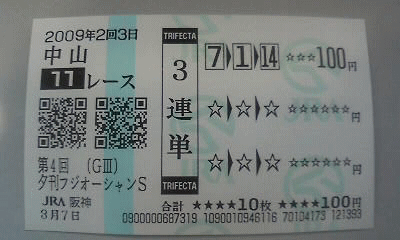 2009年2回3日
中山
11レース
第4回 (GⅢ)
夕刊フジオーシャンS
JRA 阪神
3月7日
TRIFECTA
3連単
TRIFECTA
7 1 14 ☆☆☆100円
☆ ☆ ☆ ☆☆☆☆☆☆円
☆ ☆ ☆ ☆☆☆☆☆☆円
合計 ★★★★10枚 ★★★★100円
0900000687319 1090010946116 70104173 121393